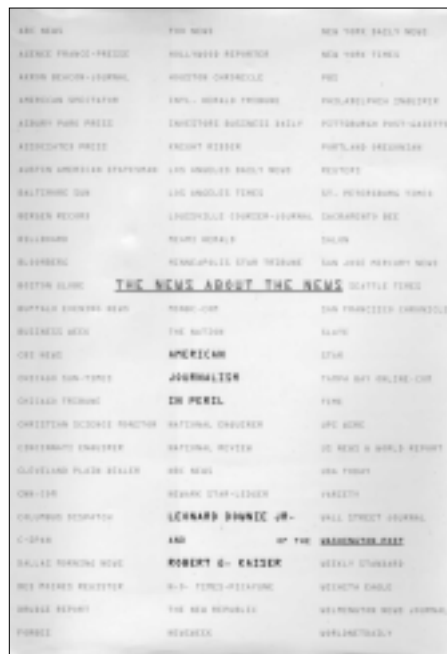 ABC NEWS FOX NEWS NEW YORK DAILY NEWS
AGENCE FRANCE-PRESSE HOLLYWOOD REPORTER NEW YORK TIMES
AKRON BEACON-JOURNAL HOUSTON CHRONICLE PBS
AMERICAN SPECTATOR INTL. HERALD TRIBUNE PHILADELPHIA INQUIRER
ASBURY PARK PRESS INVESTORS BUSINESS DAILY PITTSBURGH POST-GAZETTE
ASSOCIATED PRESS KNIGHT RIDDER PORTLAND OREGONIAN
AUSTIN AMERICAN STATESMAN LOS ANGELES DAILY NEWS REUTERS
BALTIMORE SUN LOS ANGELES TIMES ST. PETERSBURG TIMES
BERGEN RECORD LOUISVILLE COURIER-JOURNAL SACRAMENTO BEE
BILLBOARD MIAMI HERALD SALON
BLOOMBERG MINNEAPOLIS STAR TRIBUNE SAN JOSE MERCURY NEWS
BOSTON GLOBE THE NEWS ABOUT THE NEWS SEATTLE TIMES
BUFFALO EVENING NEWS SAN FRANCISCO CHRONICLE
BUSINESS WEEK THE NATION SLATE
CBS NEWS AMERICAN STAR
CHICAGO SUN-TIMES JOURNALISM TAMPA BAY ONLINE.COM
CHICAGO TRIBUNE IN PERIL TIME
CHRISTIAN SCIENCE MONITOR NATIONAL ENQUIRER UPI WIRE
CINCINNATI ENQUIRER NATIONAL REVIEW US NEWS & WORLD REPORT
CLEVELAND PLAIN DEALER NBC NEWS USA TODAY
CNN.COM NEWARK STAR-LEDGER VARIETY
COLUMBUS DISPATCH LEONARD DOWNIE JR. WALL STREET JOURNAL
C-SPAN AND OF THE WASHINGTON POST
DALLAS MORNING NEWS ROBERT G. KAISER WEEKLY STANDARD
DES MOINES REGISTER N.O. TIMES-PICAYUNE WICHITA EAGLE
DRUDGE REPORT THE NEW REPUBLIC WILMINGTON NEWS JOURNAL
FORBES NEWSWEEK WORLDNETDAILY